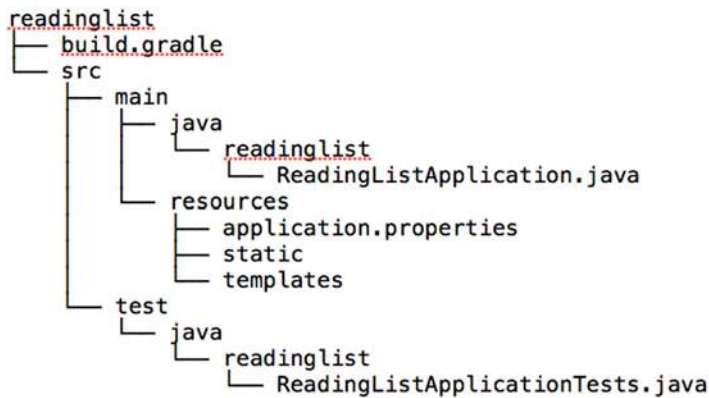 readinglist
build.gradle
src
main
java
readinglist
ReadingListApplication.java
resources
application.properties
static
templates
test
java
readinglist
ReadingListApplicationTests.java